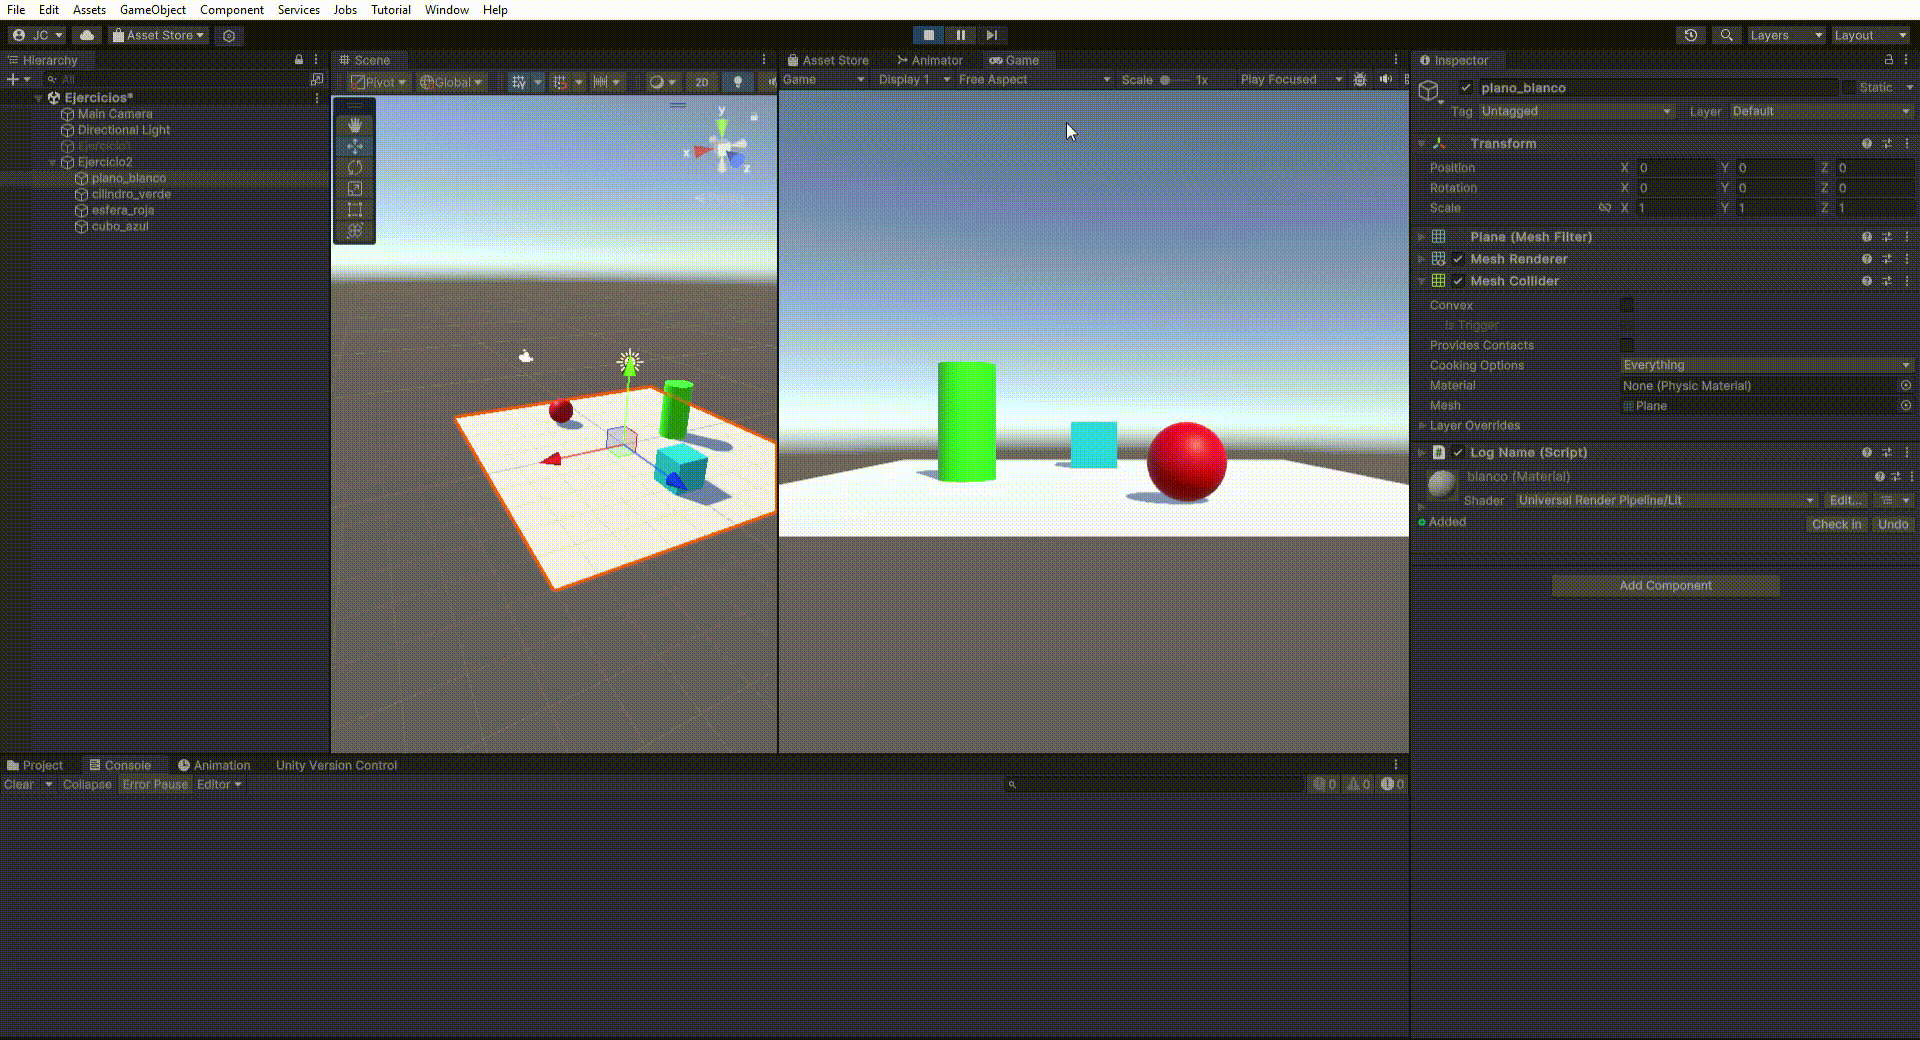 File Edit Assets GameObject Component Services Jobs Tutorial Window Help
JC Asset Store Layers Layout
Hierarchy
All
Ejercicios*
Main Camera
Directional Light
Ejercicio1
Ejercicio2
plano_blanco
cilindro_verde
esfera_roja
cubo_azul
Scene
Pivot Global 2D
y
x
z
Asset Store Animator Game
Game Display 1 Free Aspect Scale 1x Play Focused
Inspector
plano_blanco Static
Tag Untagged Layer Default
Transform
Position X 0 Y 0 Z 0
Rotation X 0 Y 0 Z 0
Scale X 1 Y 1 Z 1
Plane (Mesh Filter)
Mesh Renderer
Mesh Collider
Convex
Is Trigger
Provides Contacts
Cooking Options Everything
Material None (Physic Material)
Mesh Plane
Layer Overrides
# Log Name (Script)
blanco (Material)
Shader Universal Render Pipeline/Lit Edit...
Added
Check in Undo
Add Component
Project Console Animation Unity Version Control
Clear Collapse Error Pause Editor 0 0 0